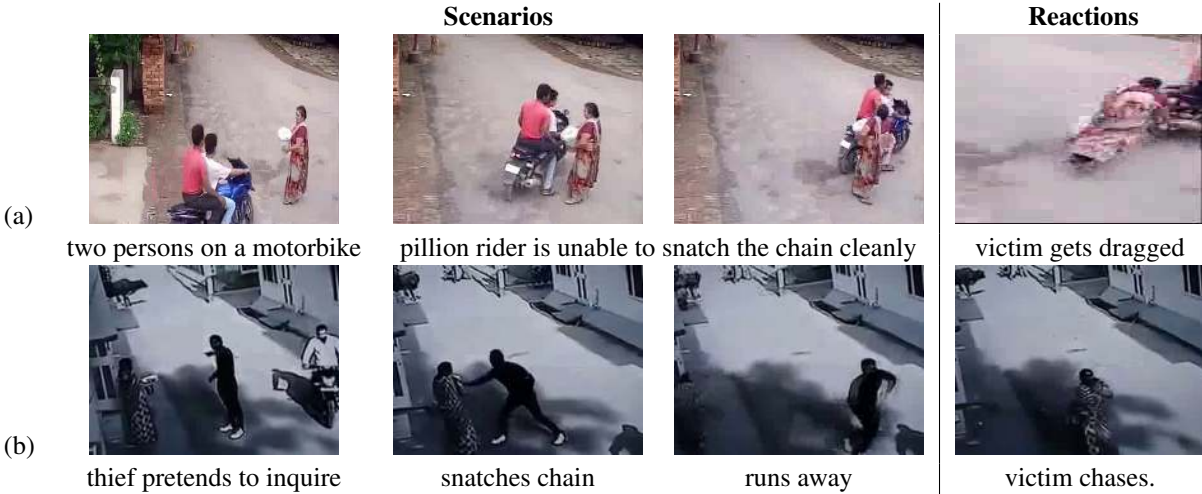 Scenarios
Reactions
(a)
two persons on a motorbike
pillion rider is unable to snatch the chain cleanly
victim gets dragged
(b)
thief pretends to inquire
snatches chain
runs away
victim chases.